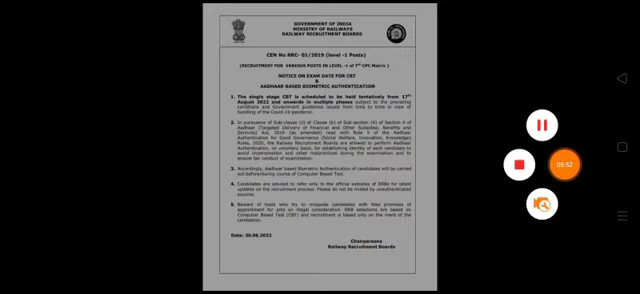 GOVERNMENT OF INDIA
MINISTRY OF RAILWAYS
RAILWAY RECRUITMENT BOARDS
CEN No RRC- 01/2019 (level -1 Posts)
(RECRUITMENT FOR VARIOUS POSTS IN LEVEL -1 of 7th CPC Matrix )
NOTICE ON EXAM DATE FOR CBT
&
AADHAAR BASED BIOMETRIC AUTHENTICATION
1. The single stage CBT is scheduled to be held tentatively from 17th
August 2022 and onwards in multiple phases subject to the prevailing
conditions and Government guidelines issued from time to time in view of
handling of the Covid-19 pandemic.
2. In pursuance of Sub-clause (ii) of Clause (b) of Sub-section (4) of Section 4 of
Aadhaar (Targeted Delivery of Financial and Other Subsidies, Benefits and
Services) Act, 2016 (as amended) read with Rule 5 of the Aadhaar
Authentication for Good Governance (Social Welfare, Innovation, Knowledge)
Rules, 2020, the Railway Recruitment Boards are allowed to perform Aadhaar
Authentication, on voluntary basis, for establishing identity of each candidate to
avoid impersonation and other malpractices during the examination and to
ensure fair conduct of examination.
3. Accordingly, Aadhaar based Biometric Authentication of candidates will be carried
out before/during course of Computer Based Test.
4. Candidates are advised to refer only to the official websites of RRBs for latest
updates on the recruitment process. Please do not be misled by unauthenticated
sources.
5. Beware of touts who try to misguide candidates with fake promises of
appointment for jobs on illegal consideration. RRB selections are based on
Computer Based Test (CBT) and recruitment is based only on the merit of the
candidates.
Date: 30.06.2022
Chairpersons
Railway Recruitment Boards